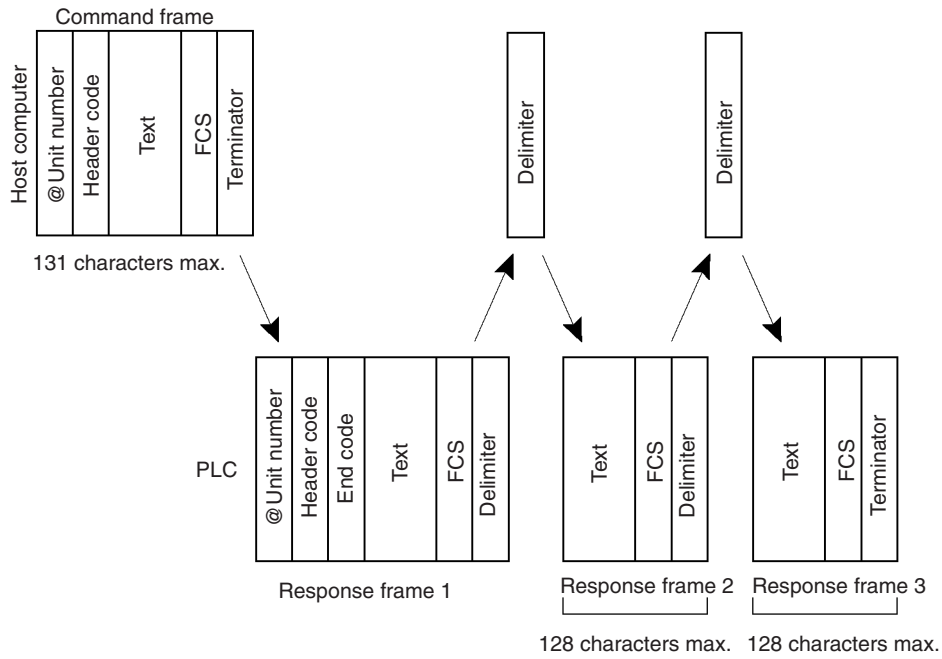 Command frame
Host computer
@Unit number
Header code
Text
FCS
Terminator
131 characters max.
Delimiter
Delimiter
PLC
@Unit number
Header code
End code
Text
FCS
Delimiter
Text
FCS
Delimiter
Text
FCS
Terminator
Response frame 1
Response frame 2
Response frame 3
128 characters max.
128 characters max.